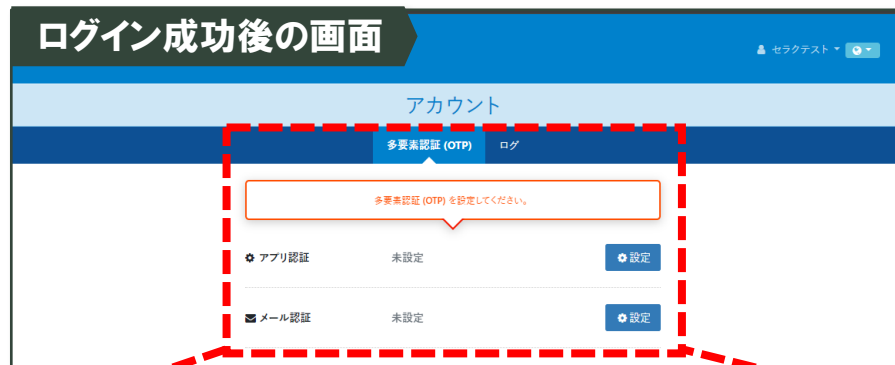 ログイン成功後の画面
セラクテスト
アカウント
多要素認証 (OTP) ログ
多要素認証 (OTP) を設定してください。
アプリ認証 未設定 設定
メール認証 未設定 設定